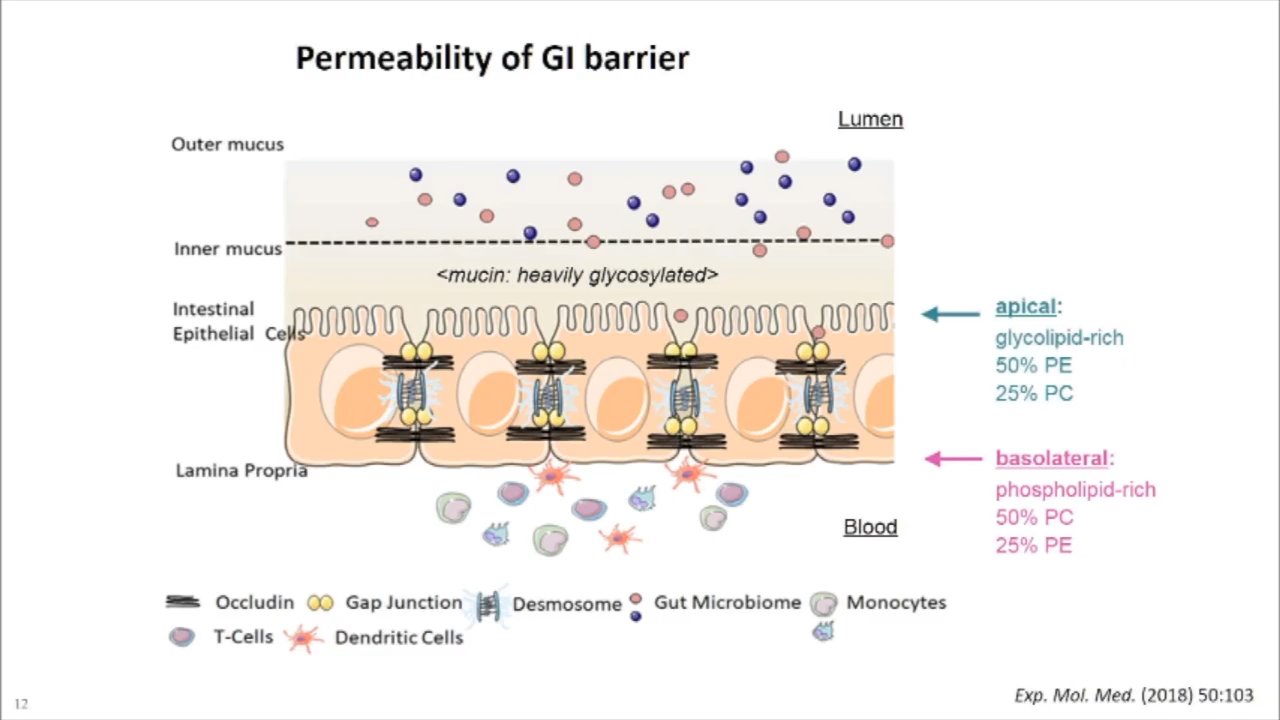 Permeability of GI barrier
Lumen
Outer mucus
Inner mucus
<mucin: heavily glycosylated>
Intestinal
Epithelial Cells
apical:
glycolipid-rich
50% PE
25% PC
Lamina Propria
basolateral:
phospholipid-rich
50% PC
25% PE
Blood
Occludin Gap Junction Desmosome Gut Microbiome Monocytes
T-Cells Dendritic Cells
12
Exp. Mol. Med. (2018) 50:103